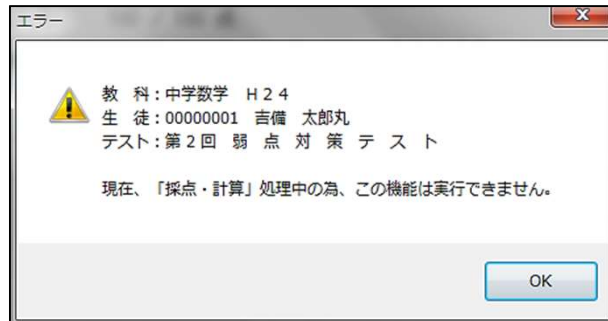 エラー
教　科：中学数学　Ｈ２４
生　徒：00000001　吉備　太郎丸
テスト：第２回　弱　点　対　策　テ　ス　ト
現在、「採点・計算」処理中の為、この機能は実行できません。
OK